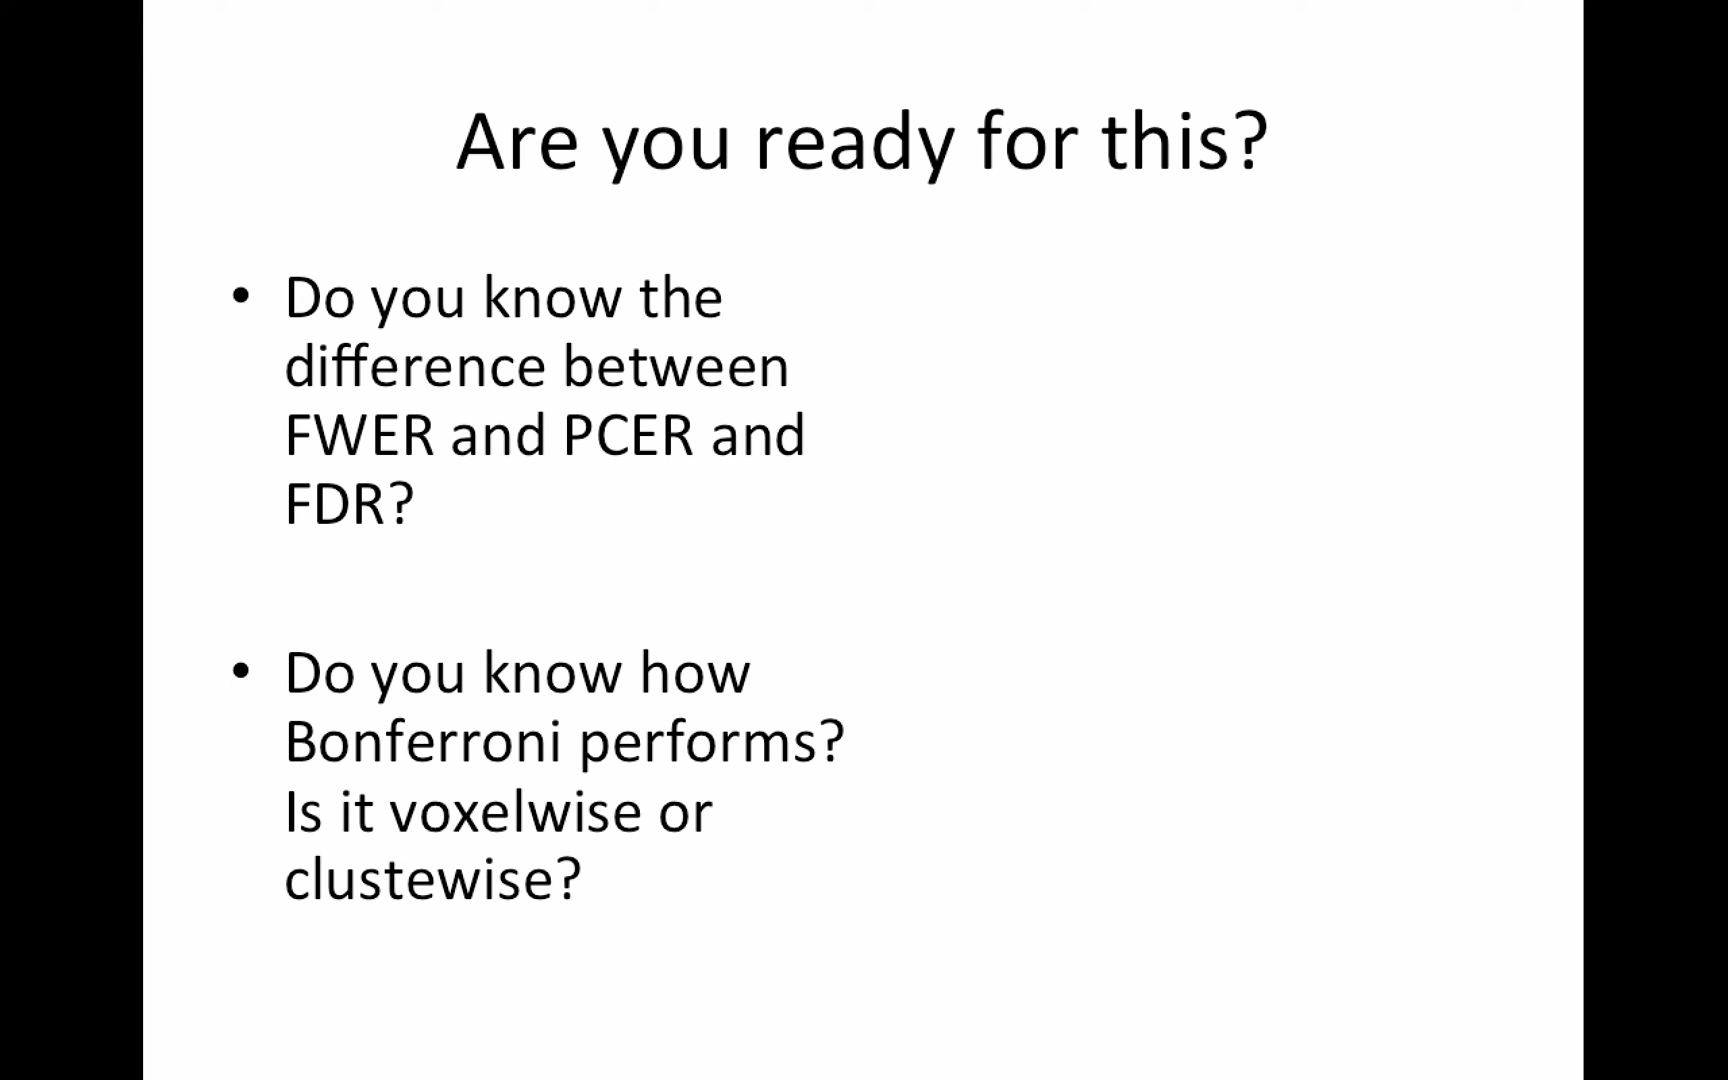 Are you ready for this?
• Do you know the
difference between
FWER and PCER and
FDR?
• Do you know how
Bonferroni performs?
Is it voxelwise or
clustewise?